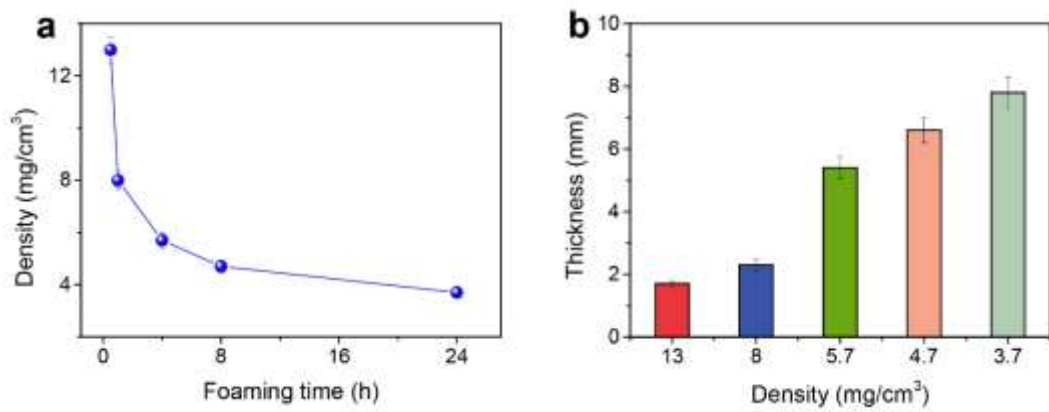 a
12
8
4
0 8 16 24
Density (mg/cm³)
Foaming time (h)
b
10
8
6
4
2
0
13 8 5.7 4.7 3.7
Thickness (mm)
Density (mg/cm³)